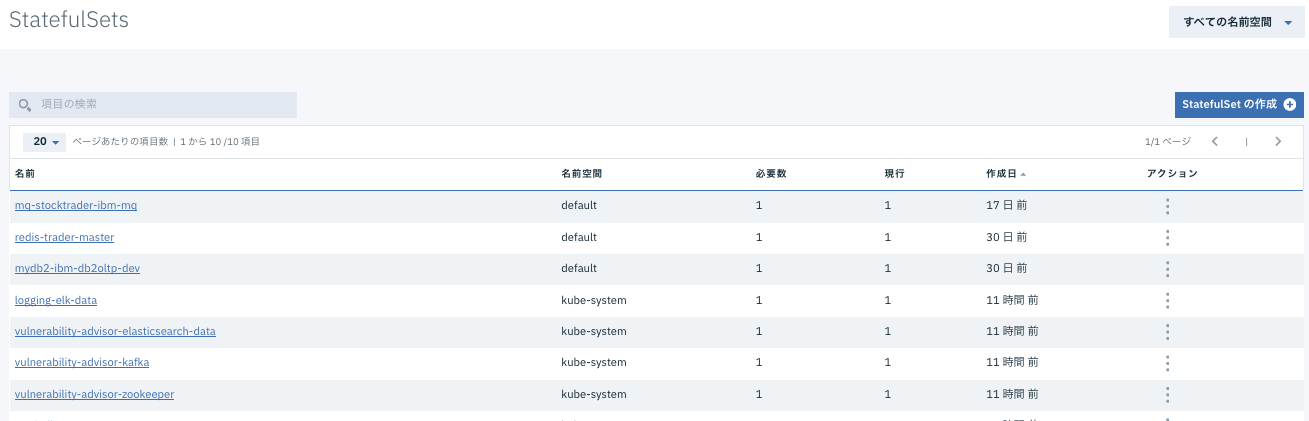 StatefulSets
すべての名前空間
項目の検索
StatefulSet の作成
20 ページあたりの項目数 | 1 から 10 /10 項目 1/1 ページ |
名前 名前空間 必要数 現行 作成日 アクション
mq-stocktrader-ibm-mq default 1 1 17 日 前
redis-trader-master default 1 1 30 日 前
mydb2-ibm-db2oltp-dev default 1 1 30 日 前
logging-elk-data kube-system 1 1 11 時間 前
vulnerability-advisor-elasticsearch-data kube-system 1 1 11 時間 前
vulnerability-advisor-kafka kube-system 1 1 11 時間 前
vulnerability-advisor-zookeeper kube-system 1 1 11 時間 前